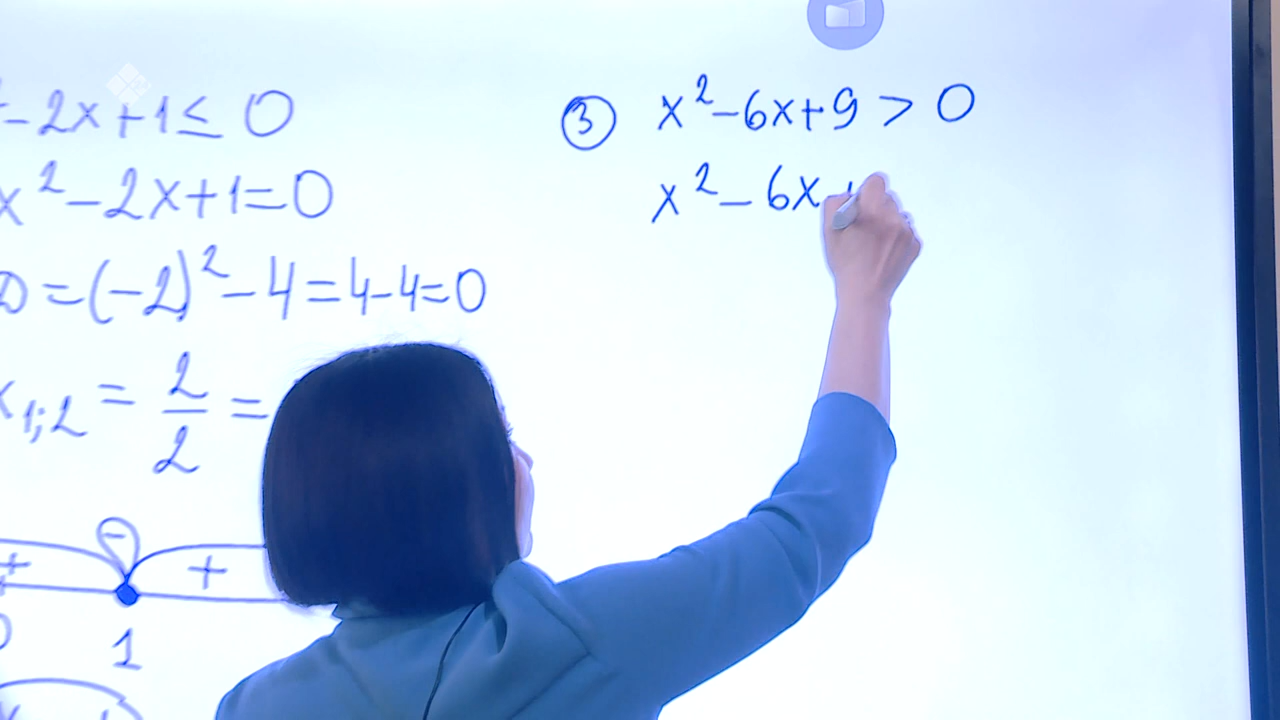 -2x+1≤0
x²-2x+1=0
D=(-2)²-4=4-4=0
x₁;₂=2/2=
+ - +
1
③ x²-6x+9>0
x²-6x+